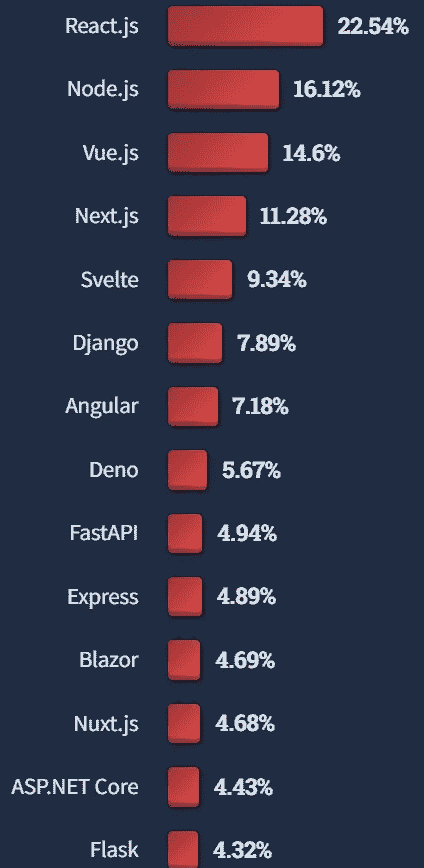 React.js 22.54%
Node.js 16.12%
Vue.js 14.6%
Next.js 11.28%
Svelte 9.34%
Django 7.89%
Angular 7.18%
Deno 5.67%
FastAPI 4.94%
Express 4.89%
Blazor 4.69%
Nuxt.js 4.68%
ASP.NET Core 4.43%
Flask 4.32%